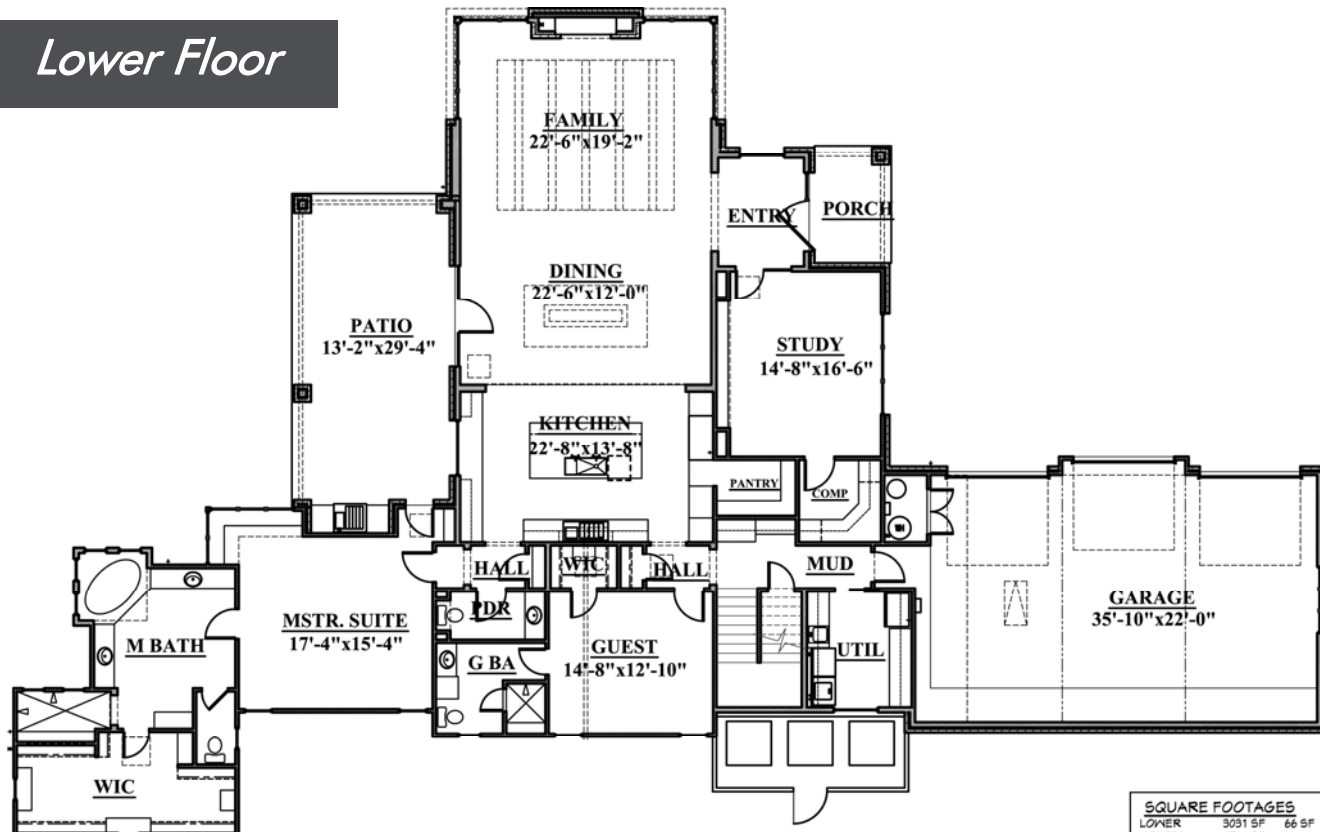 Lower Floor
FAMILY
22'-6"x19'-2"
ENTRY
PORCH
DINING
22'-6"x12'-0"
PATIO
13'-2"x29'-4"
STUDY
14'-8"x16'-6"
KITCHEN
22'-8"x13'-8"
PANTRY
COMP
WH
HALL
WIC
HALL
MUD
PDR
GARAGE
35'-10"x22'-0"
MSTR. SUITE
17'-4"x15'-4"
M BATH
G BA
GUEST
14'-8"x12'-10"
UTIL
WIC
SQUARE FOOTAGES
LOWER 3031 SF 66 SF